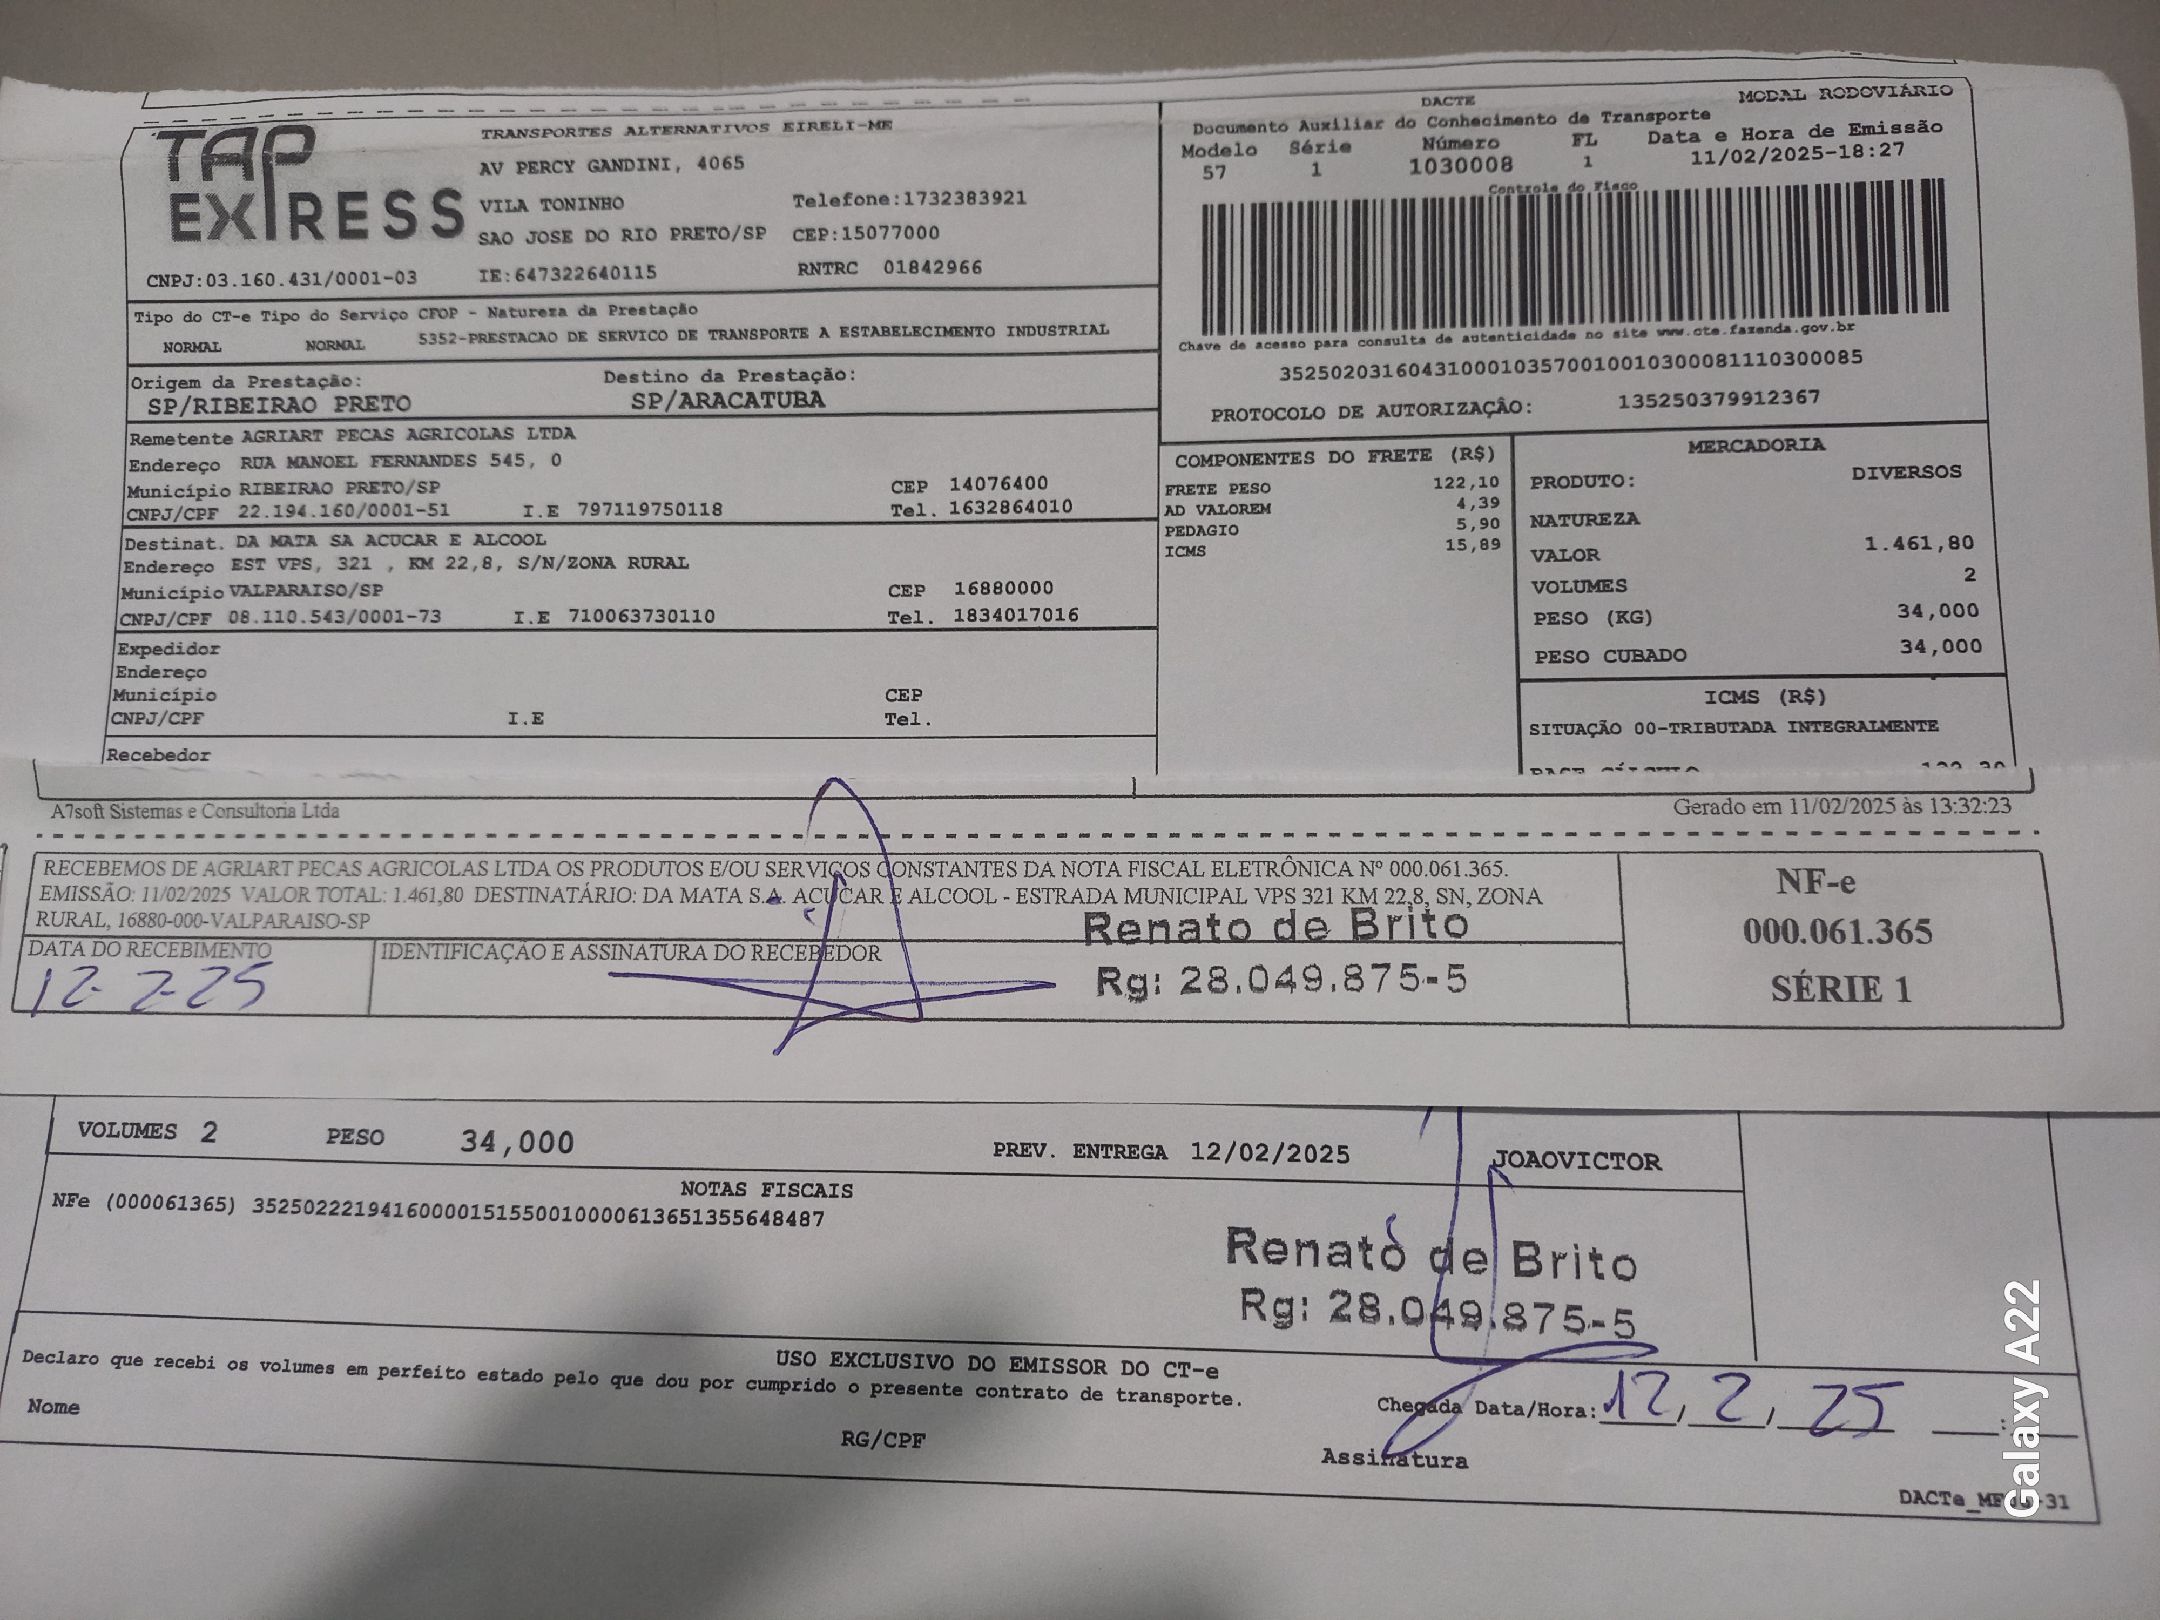 TAP EXPRESS
TRANSPORTES ALTERNATIVOS EIRELI-ME
AV PERCY GANDINI, 4065
VILA TONINHO Telefone:1732383921
SAO JOSE DO RIO PRETO/SP CEP:15077000
CNPJ:03.160.431/0001-03 IE:647322640115 RNTRC 01842966
DACTE MODAL RODOVIÁRIO
Documento Auxiliar do Conhecimento de Transporte
Modelo Série Número FL Data e Hora de Emissão
57 1 1030008 1 11/02/2025-18:27
Controle do Fisco
Chave de acesso para consulta de autenticidade no site www.cte.fazenda.gov.br
35250203160431000103570010010300081110300085
PROTOCOLO DE AUTORIZAÇÂO: 135250379912367
Tipo do CT-e Tipo do Serviço CFOP - Natureza da Prestação
NORMAL NORMAL 5352-PRESTACAO DE SERVICO DE TRANSPORTE A ESTABELECIMENTO INDUSTRIAL
Origem da Prestação: Destino da Prestação:
SP/RIBEIRAO PRETO SP/ARACATUBA
Remetente AGRIART PECAS AGRICOLAS LTDA
Endereço RUA MANOEL FERNANDES 545, 0
Município RIBEIRAO PRETO/SP CEP 14076400
CNPJ/CPF 22.194.160/0001-51 I.E 797119750118 Tel. 1632864010
Destinat. DA MATA SA ACUCAR E ALCOOL
Endereço EST VPS, 321 , KM 22,8, S/N/ZONA RURAL
Município VALPARAISO/SP CEP 16880000
CNPJ/CPF 08.110.543/0001-73 I.E 710063730110 Tel. 1834017016
Expedidor
Endereço
Município CEP
CNPJ/CPF I.E Tel.
Recebedor
COMPONENTES DO FRETE (R$)
FRETE PESO 122,10
AD VALOREM 4,39
PEDAGIO 5,90
ICMS 15,89
MERCADORIA
PRODUTO: DIVERSOS
NATUREZA
VALOR 1.461,80
VOLUMES 2
PESO (KG) 34,000
PESO CUBADO 34,000
ICMS (R$)
SITUAÇÃO 00-TRIBUTADA INTEGRALMENTE
A7soft Sistemas e Consultoria Ltda Gerado em 11/02/2025 às 13:32:23
RECEBEMOS DE AGRIART PECAS AGRICOLAS LTDA OS PRODUTOS E/OU SERVIÇOS CONSTANTES DA NOTA FISCAL ELETRÔNICA Nº 000.061.365.
EMISSÃO: 11/02/2025 VALOR TOTAL: 1.461,80 DESTINATÁRIO: DA MATA S.A. ACUCAR E ALCOOL - ESTRADA MUNICIPAL VPS 321 KM 22,8, SN, ZONA
RURAL, 16880-000-VALPARAISO-SP
DATA DO RECEBIMENTO IDENTIFICAÇÃO E ASSINATURA DO RECEBEDOR
12-2-25
Renato de Brito
Rg: 28.049.875-5
NF-e
000.061.365
SÉRIE 1
VOLUMES 2 PESO 34,000 PREV. ENTREGA 12/02/2025 JOAOVICTOR
NOTAS FISCAIS
NFe (000061365) 35250222194160000151550010000613651355648487
Renato de Brito
Rg: 28.049.875-5
USO EXCLUSIVO DO EMISSOR DO CT-e
Declaro que recebi os volumes em perfeito estado pelo que dou por cumprido o presente contrato de transporte.
Chegada Data/Hora: 12, 2, 25 :
Nome RG/CPF Assinatura
Galaxy A22